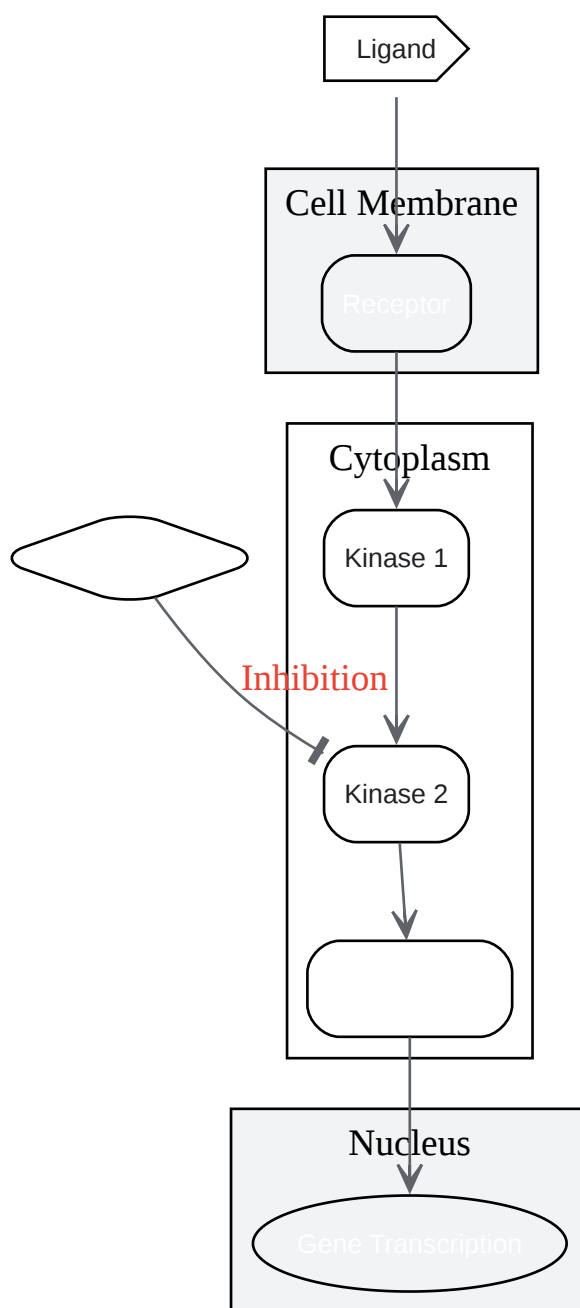 Ligand
Cell Membrane
Receptor
Cytoplasm
Kinase 1
Inhibition
Kinase 2
Nucleus
Gene Transcription